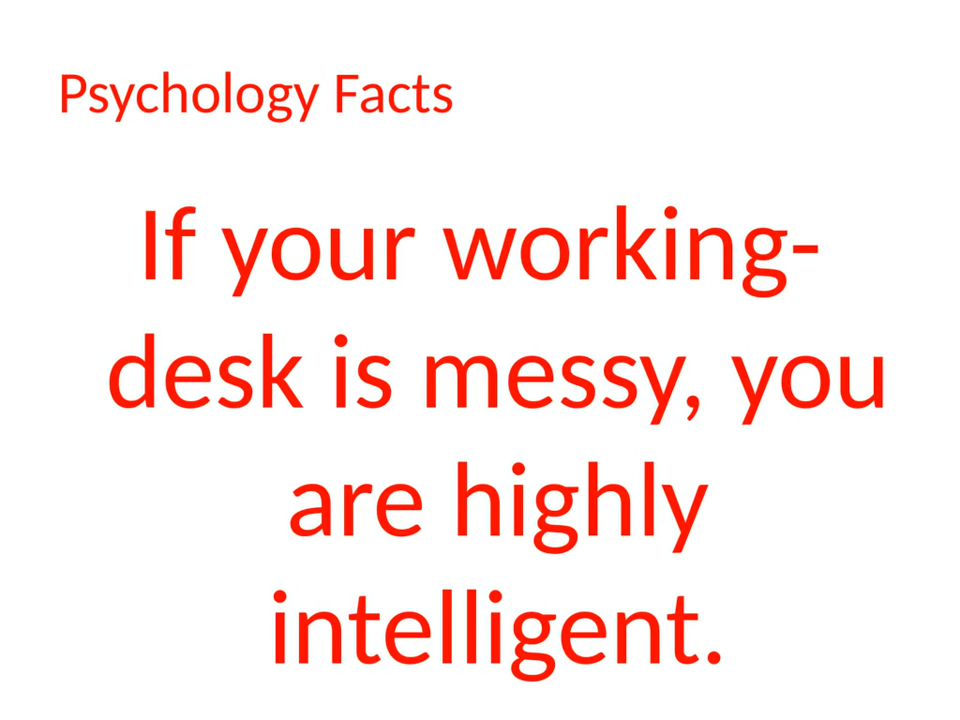 Psychology Facts
If your working-
desk is messy, you
are highly
intelligent.